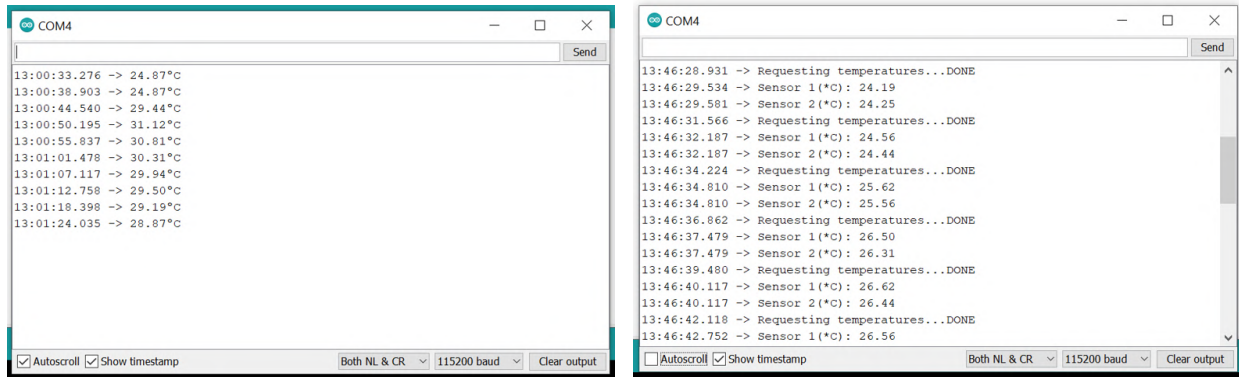 COM4
Send
13:00:33.276 -> 24.87°C
13:00:38.903 -> 24.87°C
13:00:44.540 -> 29.44°C
13:00:50.195 -> 31.12°C
13:00:55.837 -> 30.81°C
13:01:01.478 -> 30.31°C
13:01:07.117 -> 29.94°C
13:01:12.758 -> 29.50°C
13:01:18.398 -> 29.19°C
13:01:24.035 -> 28.87°C
Autoscroll Show timestamp Both NL & CR 115200 baud Clear output
COM4
Send
13:46:28.931 -> Requesting temperatures...DONE
13:46:29.534 -> Sensor 1(*C): 24.19
13:46:29.581 -> Sensor 2(*C): 24.25
13:46:31.566 -> Requesting temperatures...DONE
13:46:32.187 -> Sensor 1(*C): 24.56
13:46:32.187 -> Sensor 2(*C): 24.44
13:46:34.224 -> Requesting temperatures...DONE
13:46:34.810 -> Sensor 1(*C): 25.62
13:46:34.810 -> Sensor 2(*C): 25.56
13:46:36.862 -> Requesting temperatures...DONE
13:46:37.479 -> Sensor 1(*C): 26.50
13:46:37.479 -> Sensor 2(*C): 26.31
13:46:39.480 -> Requesting temperatures...DONE
13:46:40.117 -> Sensor 1(*C): 26.62
13:46:40.117 -> Sensor 2(*C): 26.44
13:46:42.118 -> Requesting temperatures...DONE
13:46:42.752 -> Sensor 1(*C): 26.56
Autoscroll Show timestamp Both NL & CR 115200 baud Clear output